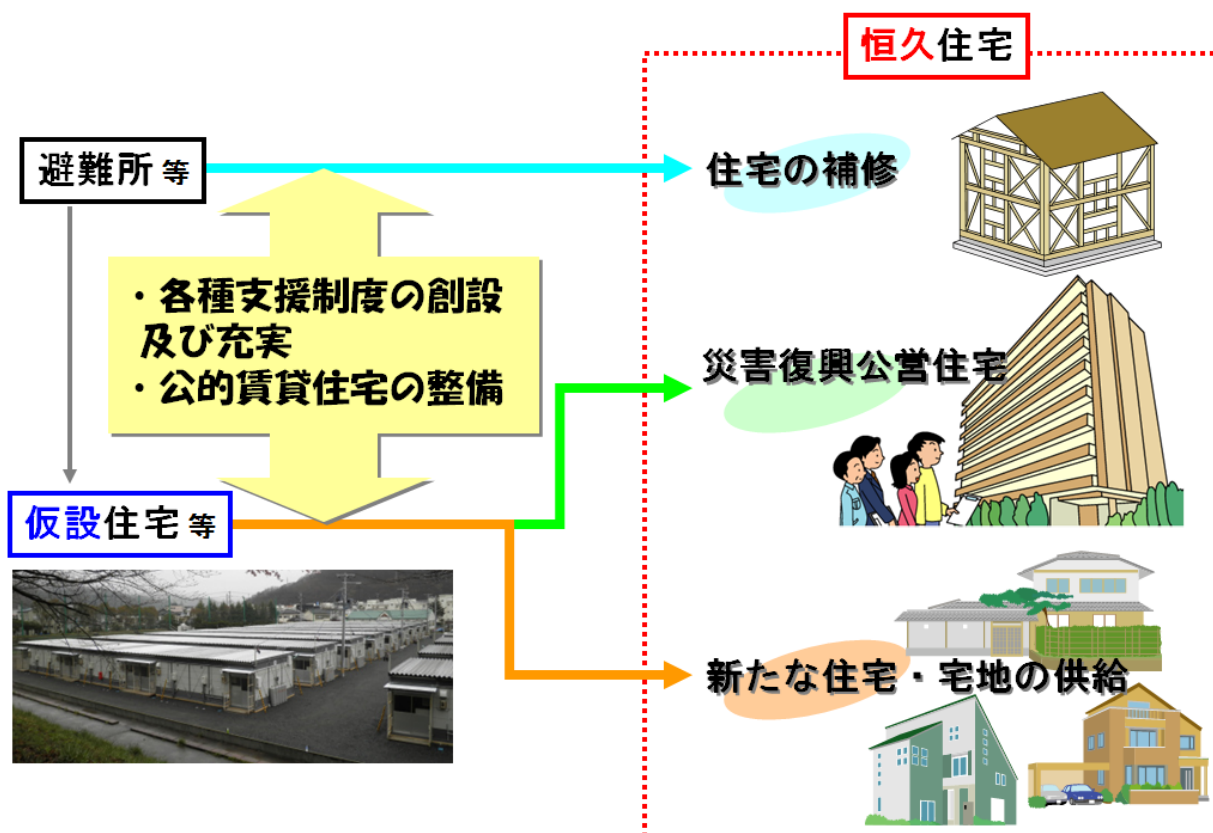 恒久住宅
避難所 等
住宅の補修
・各種支援制度の創設
及び充実
・公的賃貸住宅の整備
災害復興公営住宅
仮設住宅 等
新たな住宅・宅地の供給